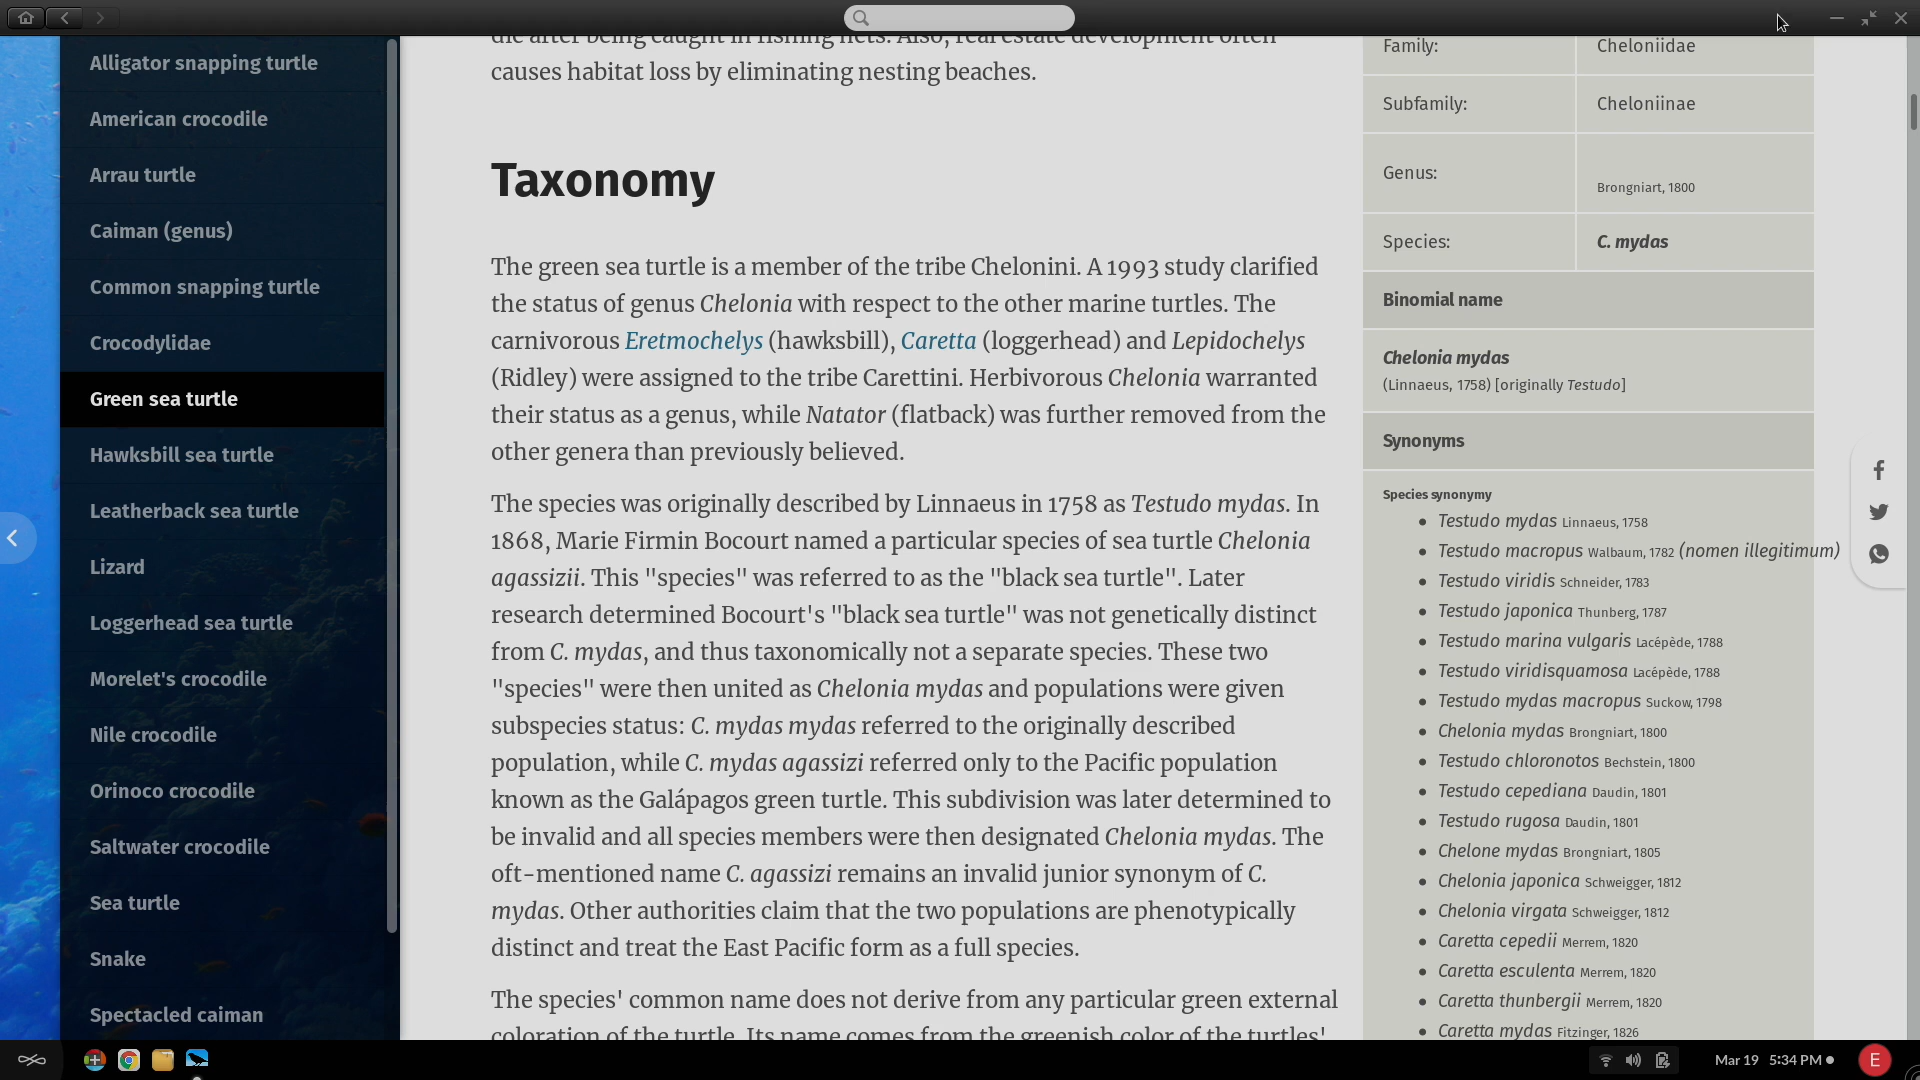 Alligator snapping turtle
American crocodile
Arrau turtle
Caiman (genus)
Common snapping turtle
Crocodylidae
Green sea turtle
Hawksbill sea turtle
Leatherback sea turtle
Lizard
Loggerhead sea turtle
Morelet's crocodile
Nile crocodile
Orinoco crocodile
Saltwater crocodile
Sea turtle
Snake
Spectacled caiman
die after being caught in fishing nets. Also, real estate development often
causes habitat loss by eliminating nesting beaches.
Taxonomy
The green sea turtle is a member of the tribe Chelonini. A 1993 study clarified
the status of genus Chelonia with respect to the other marine turtles. The
carnivorous Eretmochelys (hawksbill), Caretta (loggerhead) and Lepidochelys
(Ridley) were assigned to the tribe Carettini. Herbivorous Chelonia warranted
their status as a genus, while Natator (flatback) was further removed from the
other genera than previously believed.
The species was originally described by Linnaeus in 1758 as Testudo mydas. In
1868, Marie Firmin Bocourt named a particular species of sea turtle Chelonia
agassizii. This "species" was referred to as the "black sea turtle". Later
research determined Bocourt's "black sea turtle" was not genetically distinct
from C. mydas, and thus taxonomically not a separate species. These two
"species" were then united as Chelonia mydas and populations were given
subspecies status: C. mydas mydas referred to the originally described
population, while C. mydas agassizi referred only to the Pacific population
known as the Galápagos green turtle. This subdivision was later determined to
be invalid and all species members were then designated Chelonia mydas. The
oft-mentioned name C. agassizi remains an invalid junior synonym of C.
mydas. Other authorities claim that the two populations are phenotypically
distinct and treat the East Pacific form as a full species.
The species' common name does not derive from any particular green external
coloration of the turtle. Its name comes from the greenish color of the turtles'
Family: Cheloniidae
Subfamily: Cheloniinae
Genus: Brongniart, 1800
Species: C. mydas
Binomial name
Chelonia mydas
(Linnaeus, 1758) [originally Testudo]
Synonyms
Species synonymy
Testudo mydas Linnaeus, 1758
Testudo macropus Walbaum, 1782 (nomen illegitimum)
Testudo viridis Schneider, 1783
Testudo japonica Thunberg, 1787
Testudo marina vulgaris Lacépède, 1788
Testudo viridisquamosa Lacépède, 1788
Testudo mydas macropus Suckow, 1798
Chelonia mydas Brongniart, 1800
Testudo chloronotos Bechstein, 1800
Testudo cepediana Daudin, 1801
Testudo rugosa Daudin, 1801
Chelone mydas Brongniart, 1805
Chelonia japonica Schweigger, 1812
Chelonia virgata Schweigger, 1812
Caretta cepedii Merrem, 1820
Caretta esculenta Merrem, 1820
Caretta thunbergii Merrem, 1820
Caretta mydas Fitzinger, 1826
Mar 19 5:34 PM
E